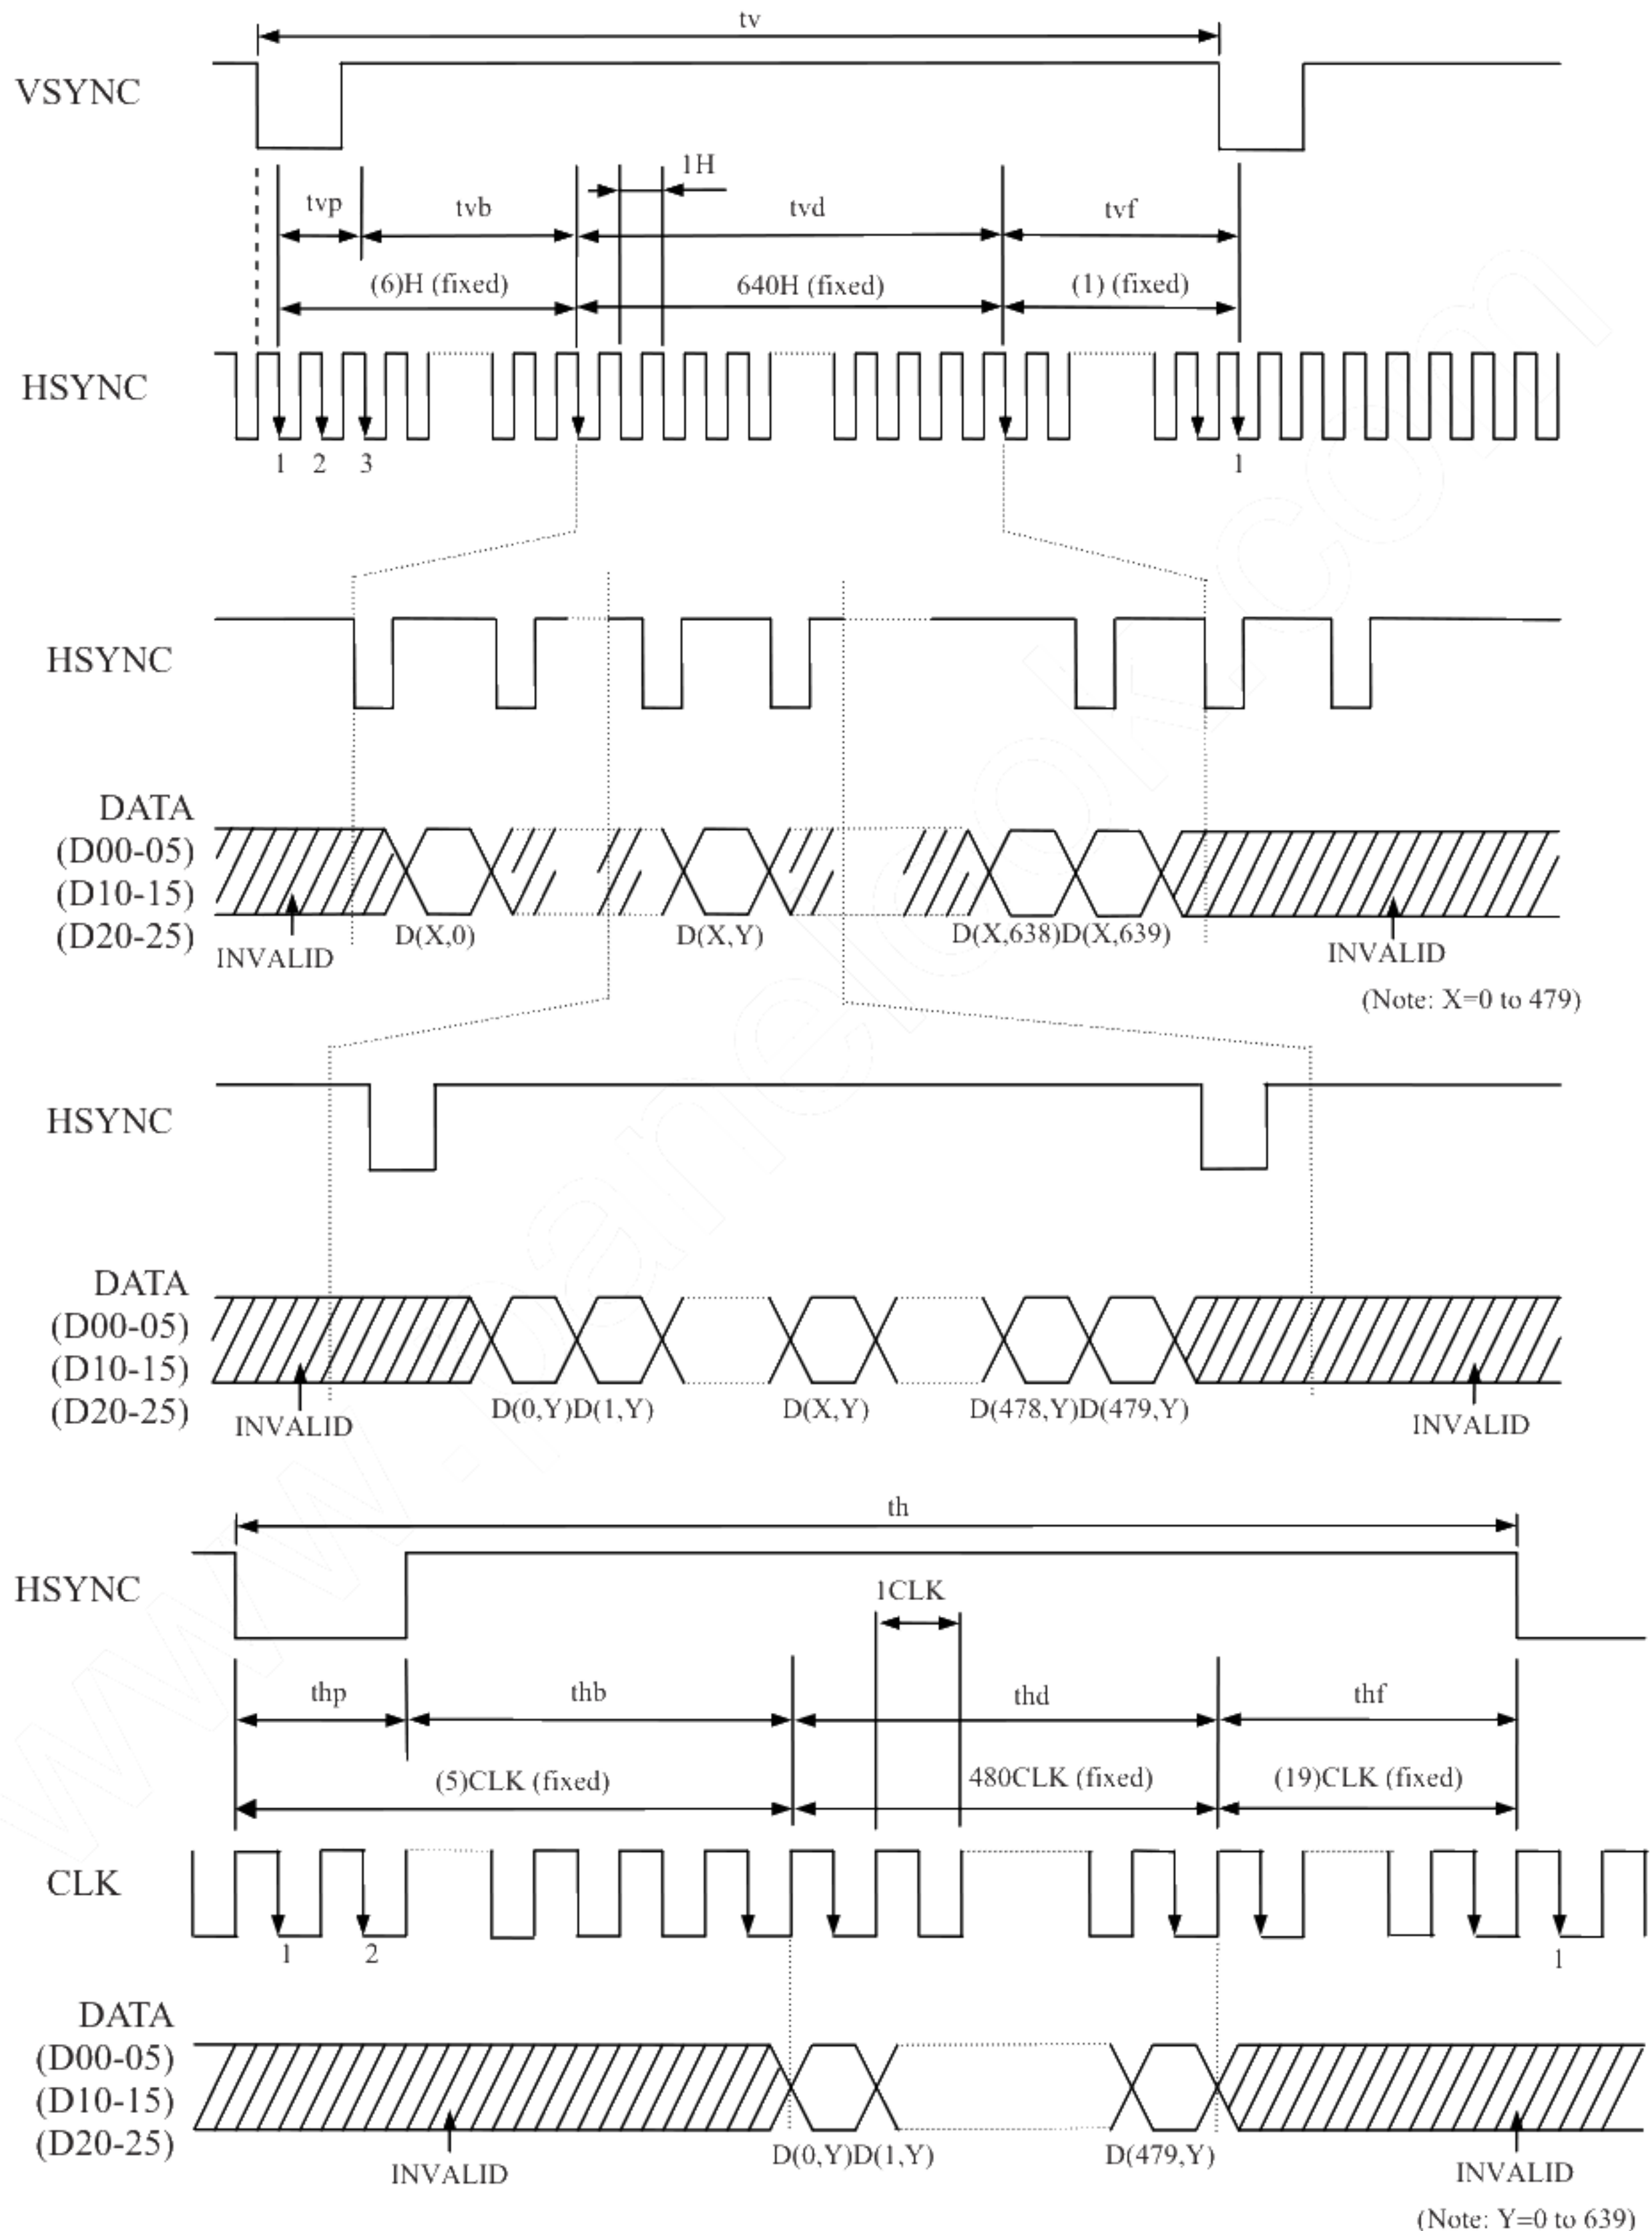 tv
VSYNC
1H
tvp tvb tvd tvf
(6)H (fixed) 640H (fixed) (1) (fixed)
HSYNC
1 2 3 1
HSYNC
DATA
(D00-05)
(D10-15)
(D20-25)
D(X,0) D(X,Y) D(X,638)D(X,639)
INVALID INVALID
(Note: X=0 to 479)
HSYNC
DATA
(D00-05)
(D10-15)
(D20-25)
D(0,Y)D(1,Y) D(X,Y) D(478,Y)D(479,Y)
INVALID INVALID
th
HSYNC
1CLK
thp thb thd thf
(5)CLK (fixed) 480CLK (fixed) (19)CLK (fixed)
CLK
1 2 1
DATA
(D00-05)
(D10-15)
(D20-25)
D(0,Y)D(1,Y) D(479,Y)
INVALID INVALID
(Note: Y=0 to 639)
www.panelook.com